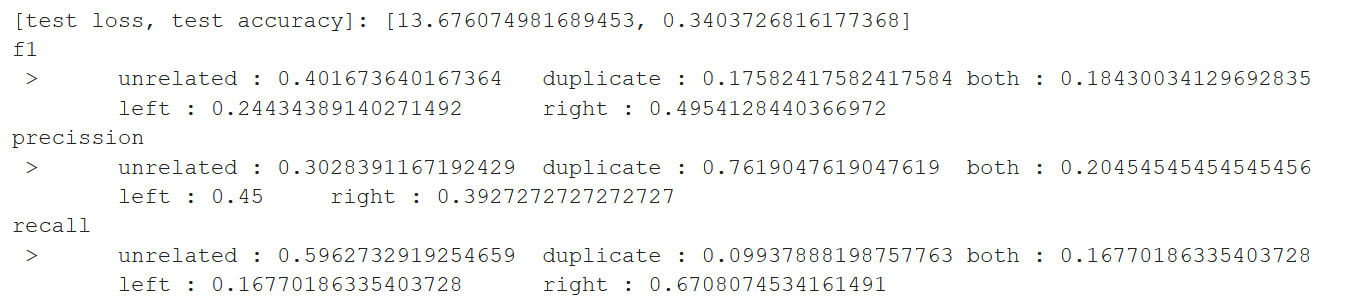 [test loss, test accuracy]: [13.676074981689453, 0.3403726816177368]
f1
> unrelated : 0.401673640167364 duplicate : 0.17582417582417584 both : 0.18430034129692835
left : 0.24434389140271492 right : 0.4954128440366972
precission
> unrelated : 0.3028391167192429 duplicate : 0.7619047619047619 both : 0.20454545454545456
left : 0.45 right : 0.3927272727272727
recall
> unrelated : 0.5962732919254659 duplicate : 0.09937888198757763 both : 0.16770186335403728
left : 0.16770186335403728 right : 0.6708074534161491